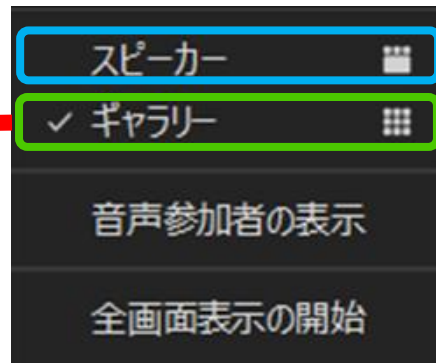 スピーカー
✓ ギャラリー
音声参加者の表示
全画面表示の開始